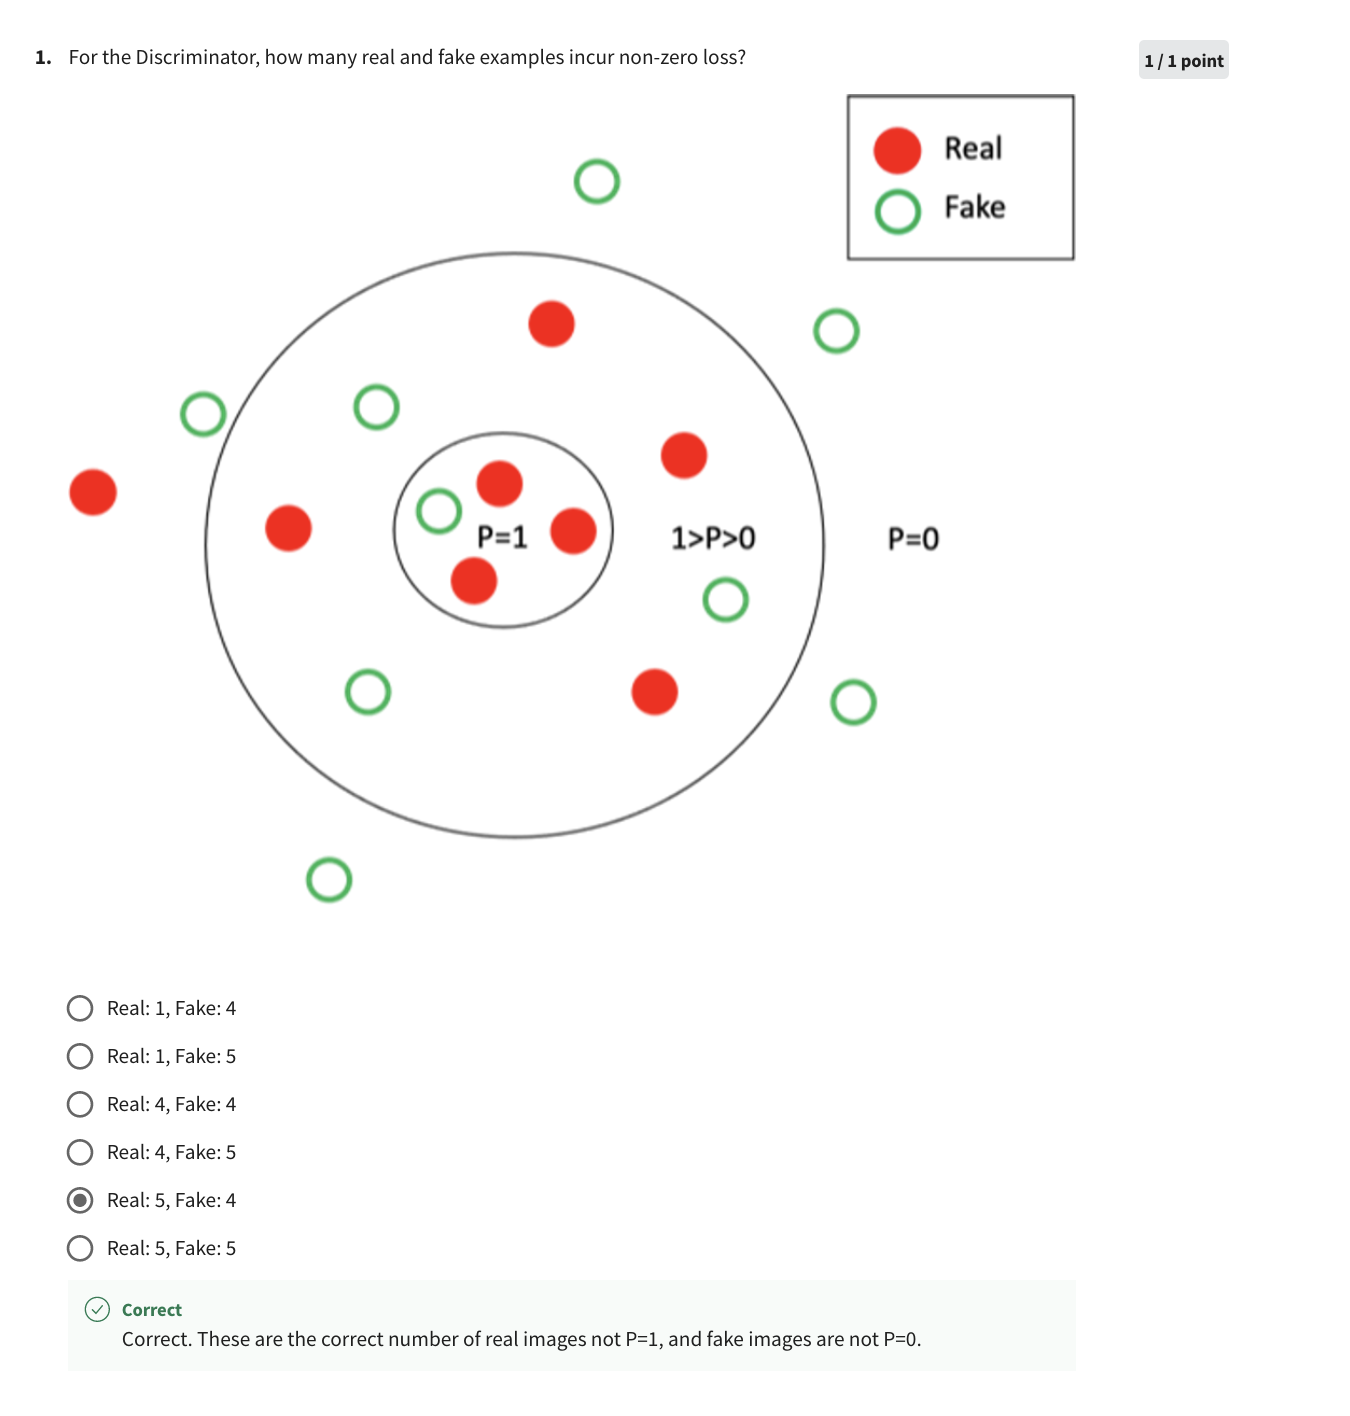 1. For the Discriminator, how many real and fake examples incur non-zero loss?
1 / 1 point
Real
Fake
P=1
1>P>0
P=0
Real: 1, Fake: 4
Real: 1, Fake: 5
Real: 4, Fake: 4
Real: 4, Fake: 5
Real: 5, Fake: 4
Real: 5, Fake: 5
Correct
Correct. These are the correct number of real images not P=1, and fake images are not P=0.